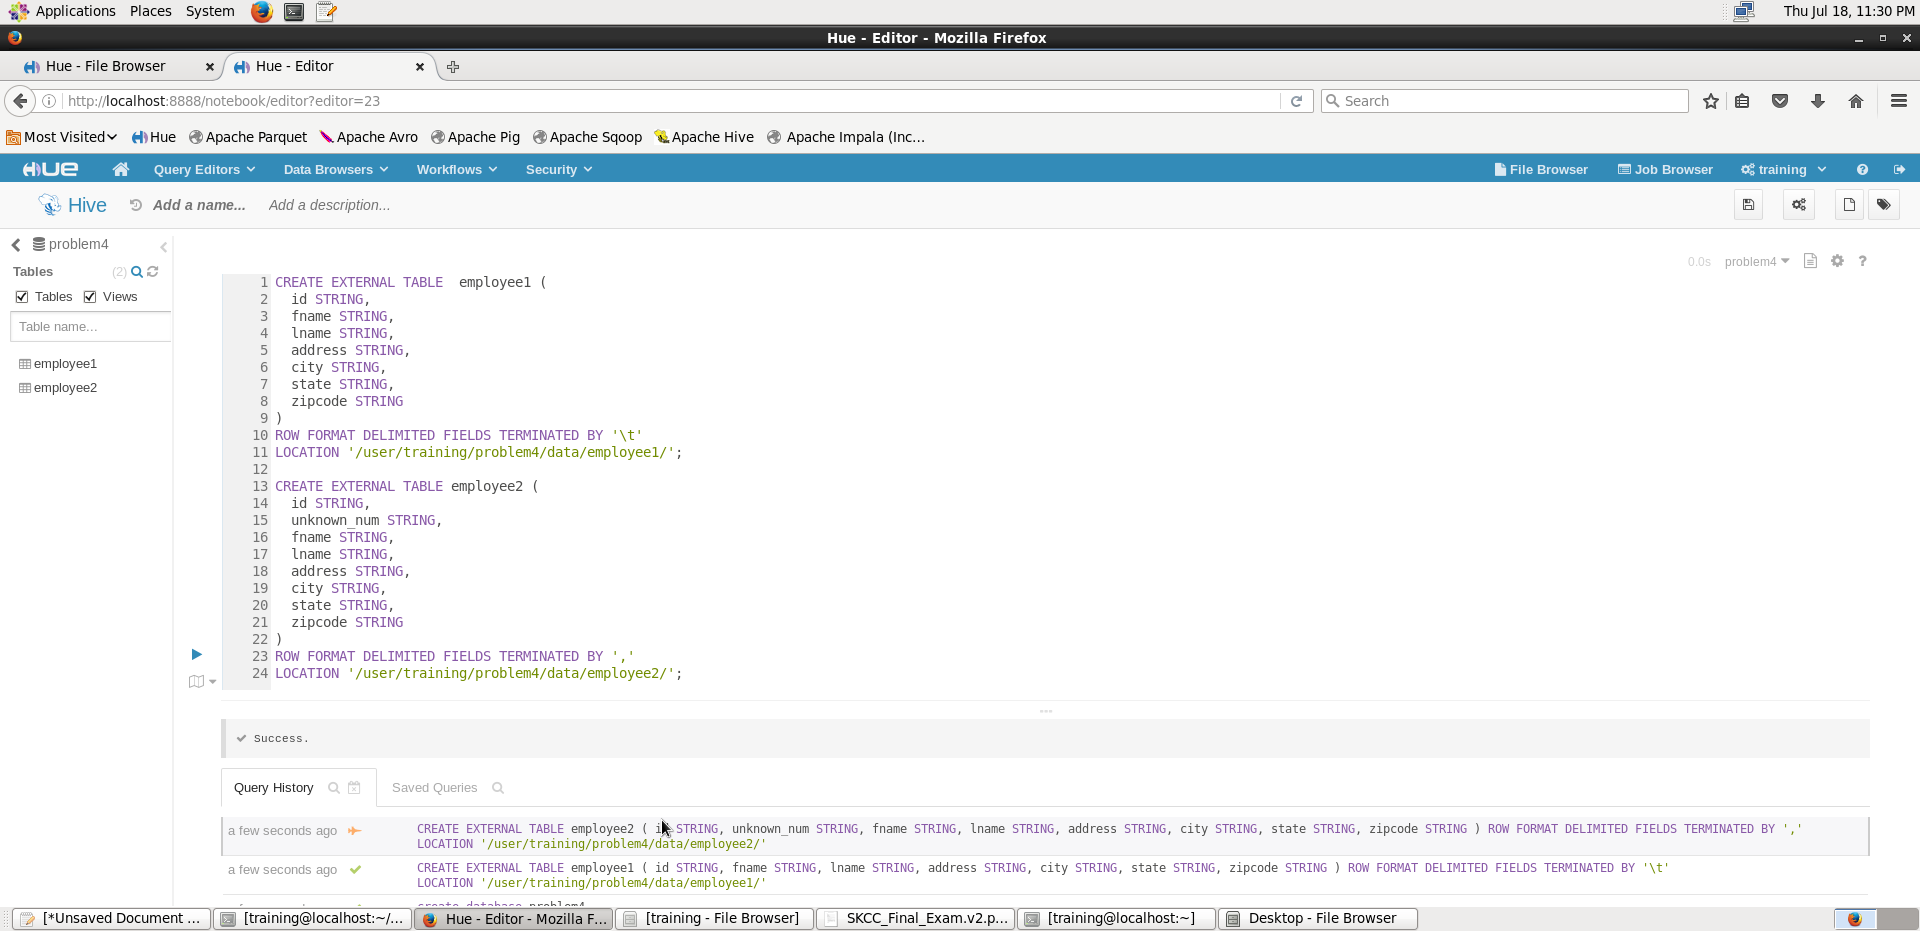 Applications Places System Thu Jul 18, 11:30 PM
Hue - Editor - Mozilla Firefox
Hue - File Browser Hue - Editor
http://localhost:8888/notebook/editor?editor=23 Search
Most Visited Hue Apache Parquet Apache Avro Apache Pig Apache Sqoop Apache Hive Apache Impala (Inc...
HUE Query Editors Data Browsers Workflows Security File Browser Job Browser training
Hive Add a name... Add a description...
problem4
Tables (2)
Tables Views
Table name...
employee1
employee2
0.0s problem4
1 CREATE EXTERNAL TABLE  employee1 (
2   id STRING,
3   fname STRING,
4   lname STRING,
5   address STRING,
6   city STRING,
7   state STRING,
8   zipcode STRING
9 )
10 ROW FORMAT DELIMITED FIELDS TERMINATED BY '\t'
11 LOCATION '/user/training/problem4/data/employee1/';
12
13 CREATE EXTERNAL TABLE employee2 (
14   id STRING,
15   unknown_num STRING,
16   fname STRING,
17   lname STRING,
18   address STRING,
19   city STRING,
20   state STRING,
21   zipcode STRING
22 )
23 ROW FORMAT DELIMITED FIELDS TERMINATED BY ','
24 LOCATION '/user/training/problem4/data/employee2/';
Success.
Query History Saved Queries
a few seconds ago CREATE EXTERNAL TABLE employee2 ( id STRING, unknown_num STRING, fname STRING, lname STRING, address STRING, city STRING, state STRING, zipcode STRING ) ROW FORMAT DELIMITED FIELDS TERMINATED BY ','
LOCATION '/user/training/problem4/data/employee2/'
a few seconds ago CREATE EXTERNAL TABLE employee1 ( id STRING, fname STRING, lname STRING, address STRING, city STRING, state STRING, zipcode STRING ) ROW FORMAT DELIMITED FIELDS TERMINATED BY '\t'
LOCATION '/user/training/problem4/data/employee1/'
create database problem4
[*Unsaved Document ... [training@localhost:~/... Hue - Editor - Mozilla F... [training - File Browser] SKCC_Final_Exam.v2.p... [training@localhost:~] Desktop - File Browser